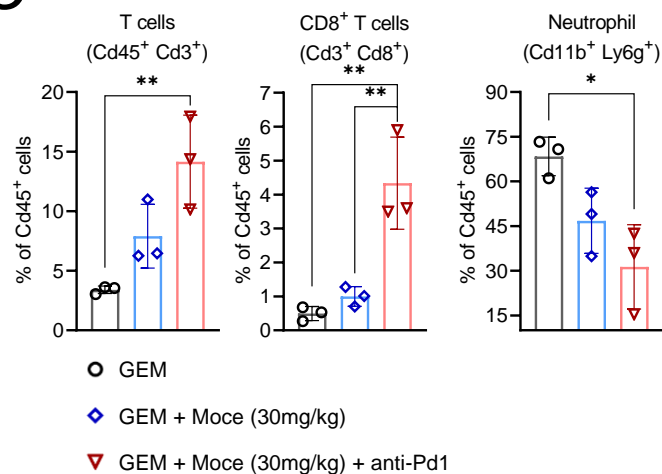 T cells
(Cd45⁺ Cd3⁺)
**
% of Cd45⁺ cells
20
15
10
5
0
CD8⁺ T cells
(Cd3⁺ Cd8⁺)
**
**
% of Cd45⁺ cells
7
6
5
4
3
2
1
0
Neutrophil
(Cd11b⁺ Ly6g⁺)
*
% of Cd45⁺ cells
90
75
60
45
30
15
GEM
GEM + Moce (30mg/kg)
GEM + Moce (30mg/kg) + anti-Pd1